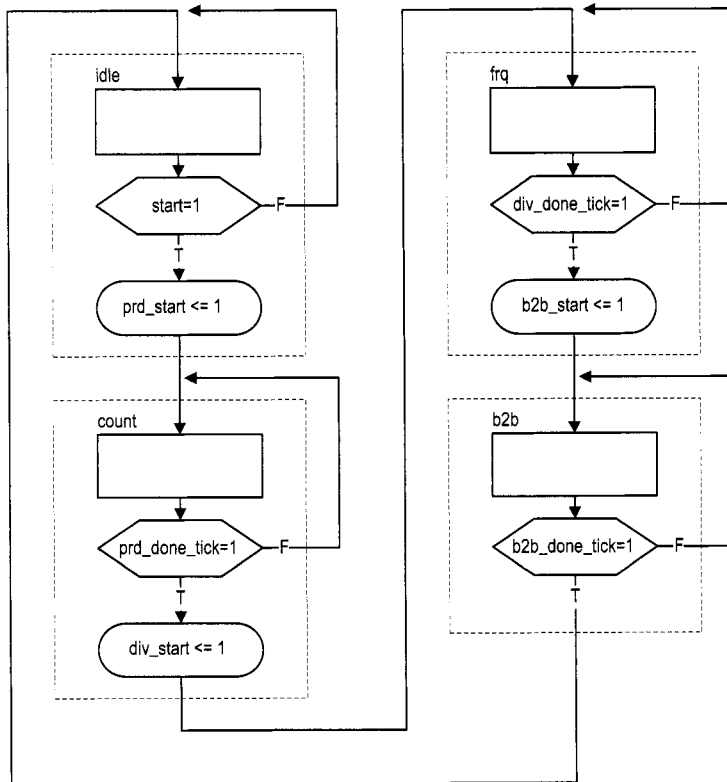 idle
start=1
F
T
prd_start <= 1
count
prd_done_tick=1
F
T
div_start <= 1
frq
div_done_tick=1
F
T
b2b_start <= 1
b2b
b2b_done_tick=1
F
T